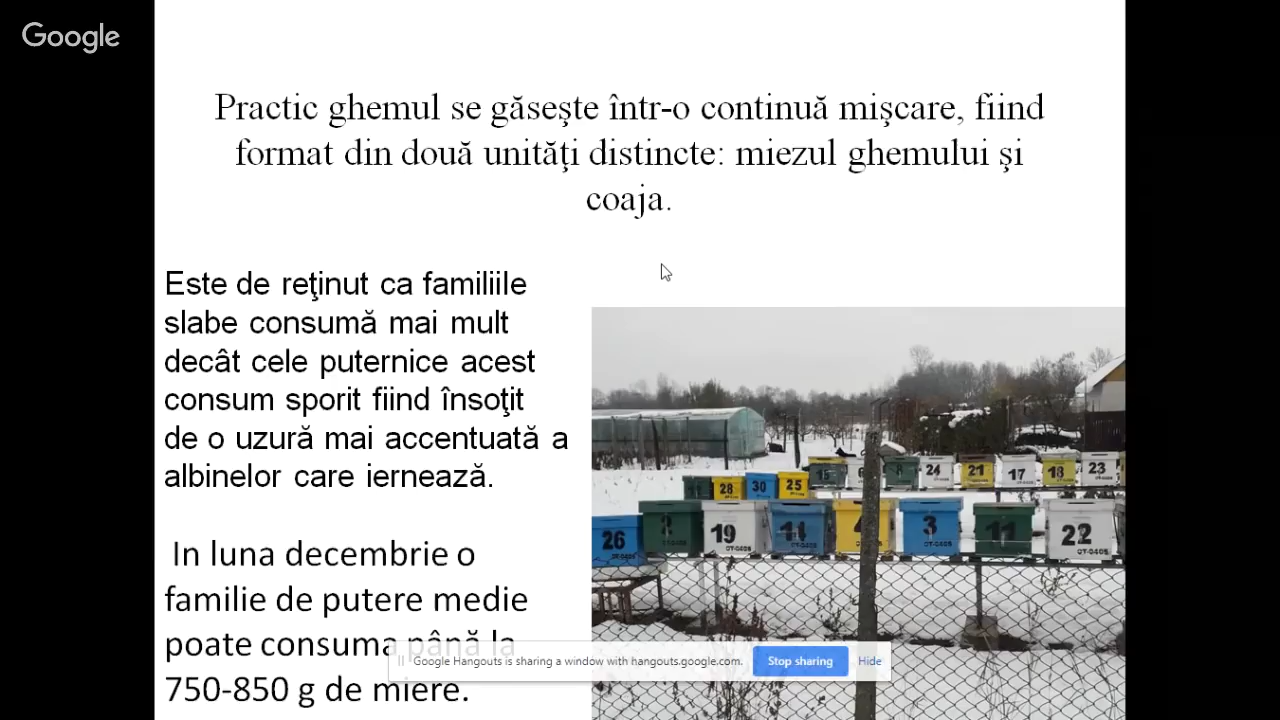 Google
Practic ghemul se găseşte într-o continuă mişcare, fiind
format din două unităţi distincte: miezul ghemului şi
coaja.
Este de reţinut ca familiile
slabe consumă mai mult
decât cele puternice acest
consum sporit fiind însoţit
de o uzură mai accentuată a
albinelor care iernează.
In luna decembrie o
familie de putere medie
poate consuma până la
750-850 g de miere.
Google Hangouts is sharing a window with hangouts.google.com. Stop sharing Hide
24 21 17 18 23
28 30 25
26 2 19 11 4 3 11 22